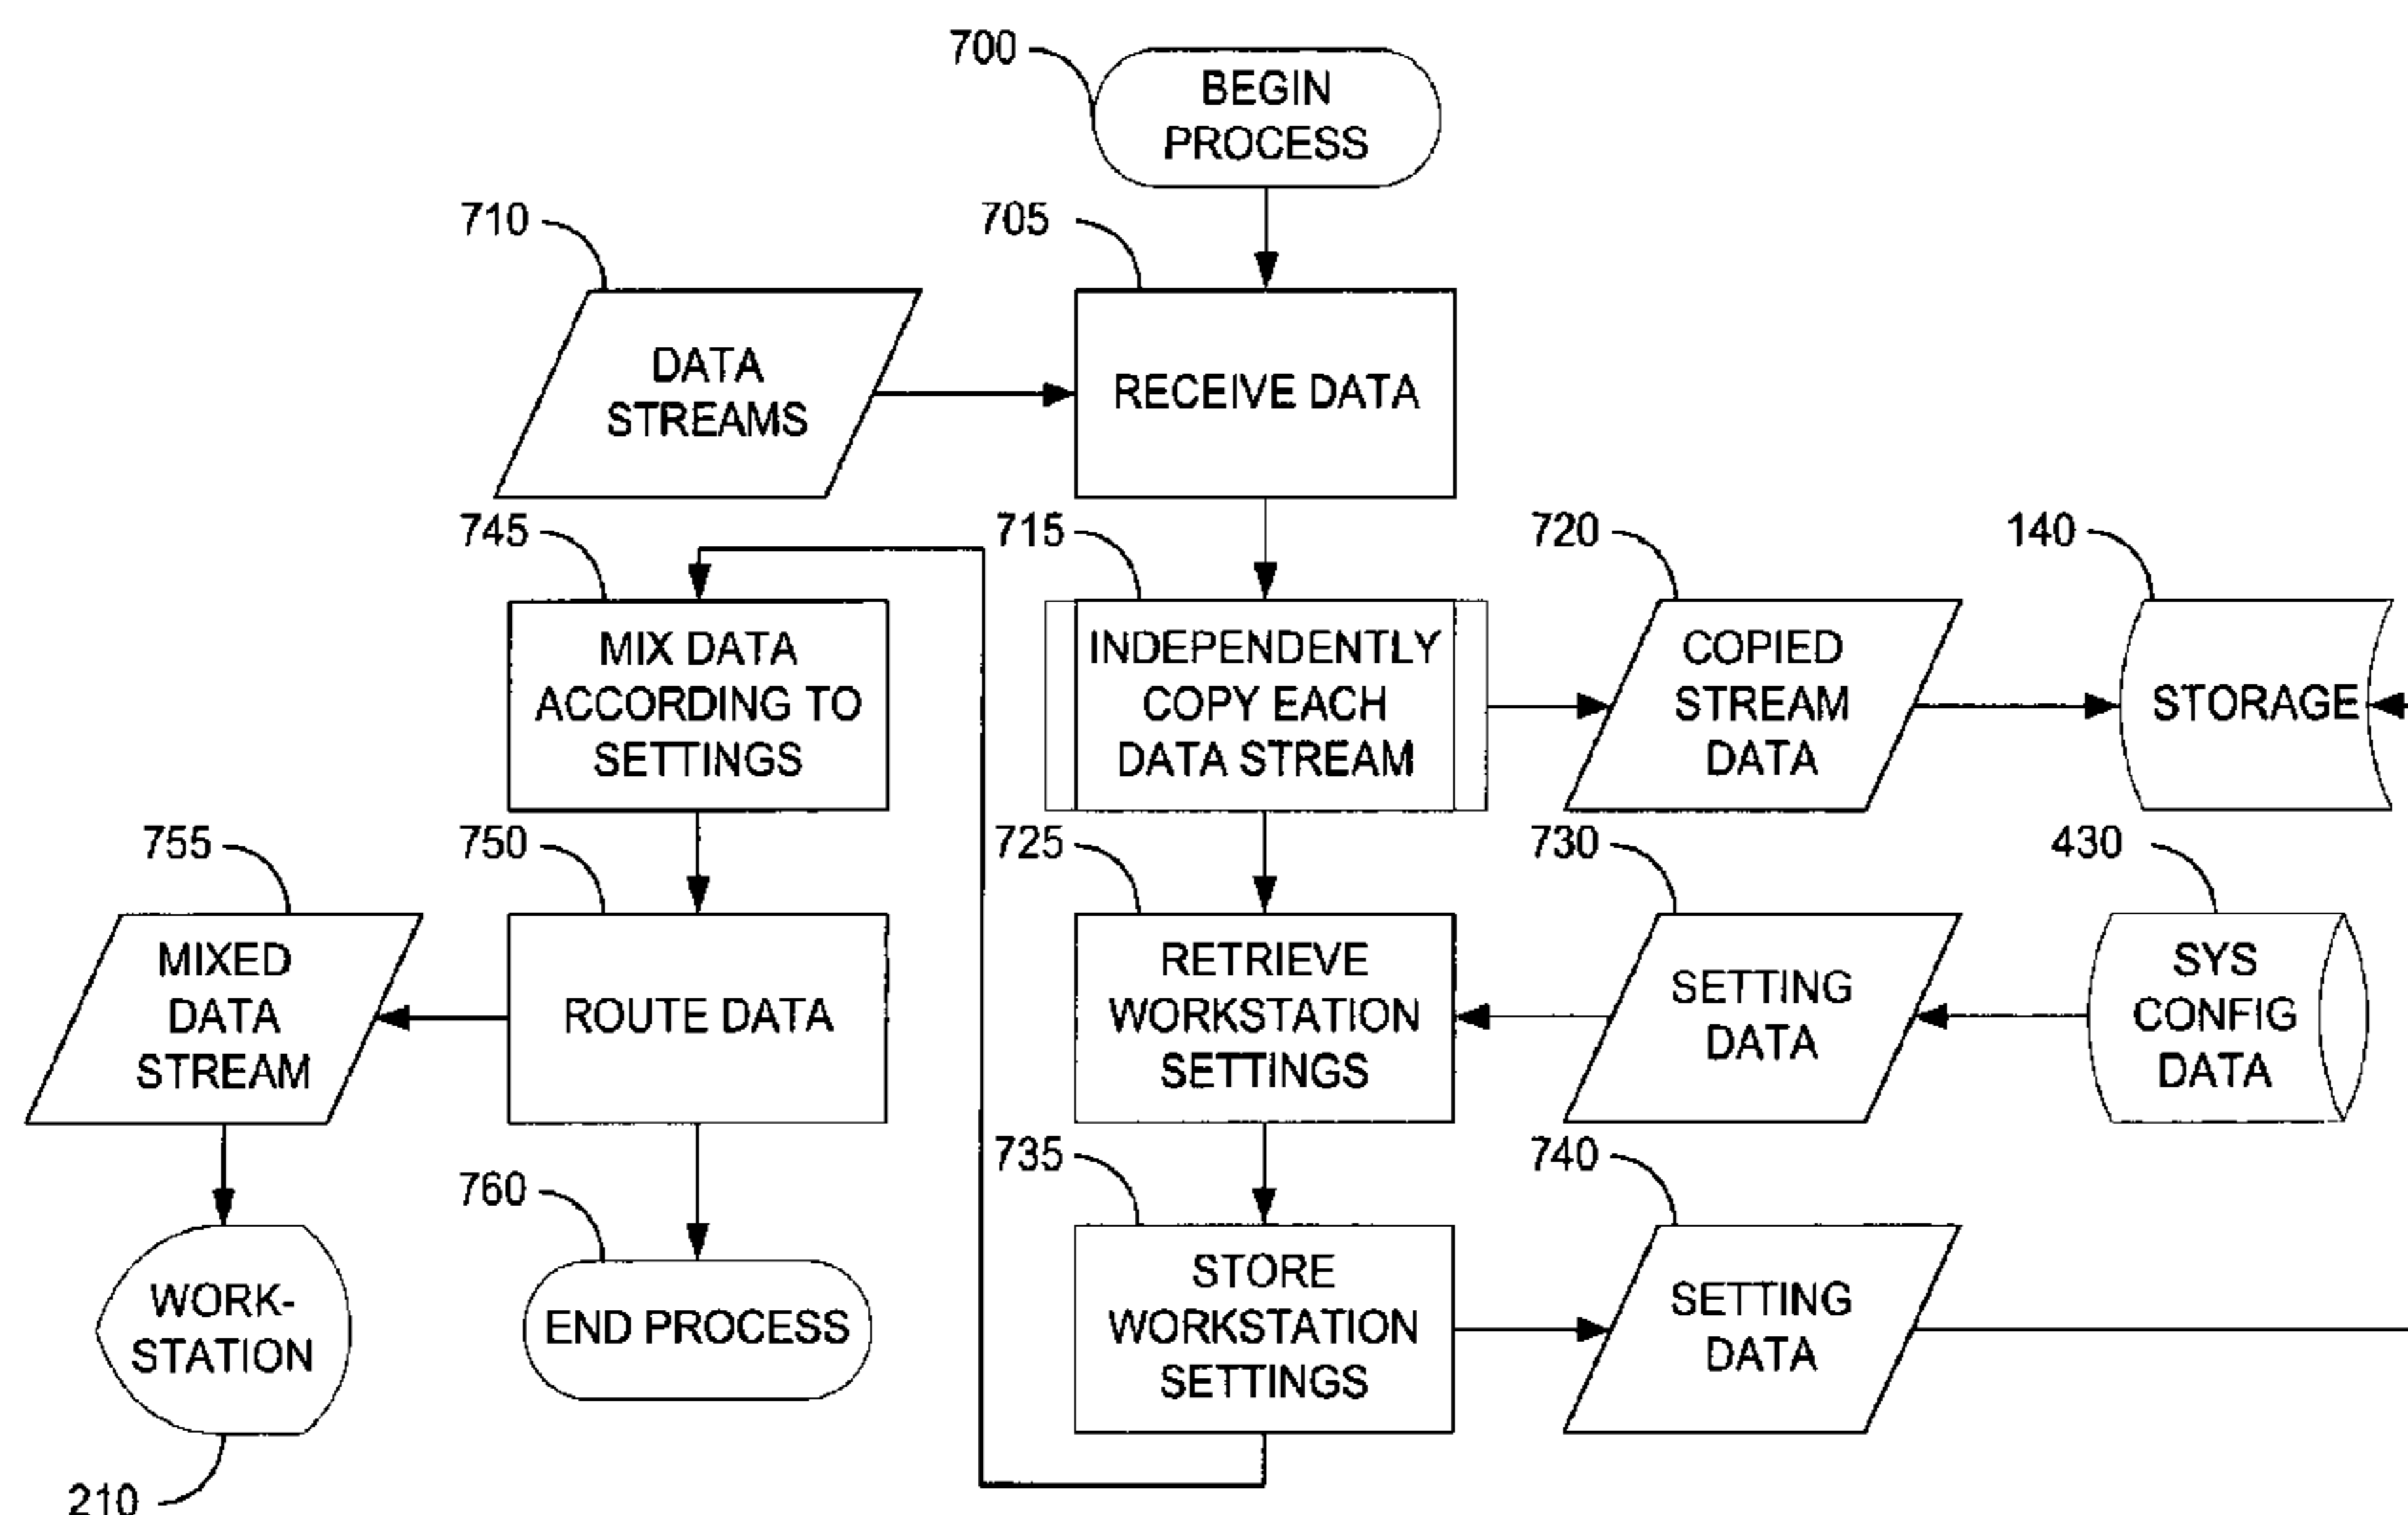 700
BEGIN
PROCESS
710
705
DATA
STREAMS
RECEIVE DATA
745
715
720
140
MIX DATA
ACCORDING TO
SETTINGS
INDEPENDENTLY
COPY EACH
DATA STREAM
COPIED
STREAM
DATA
STORAGE
755
750
725
730
430
MIXED
DATA
STREAM
ROUTE DATA
RETRIEVE
WORKSTATION
SETTINGS
SETTING
DATA
SYS
CONFIG
DATA
760
735
740
WORK-
STATION
END PROCESS
STORE
WORKSTATION
SETTINGS
SETTING
DATA
210